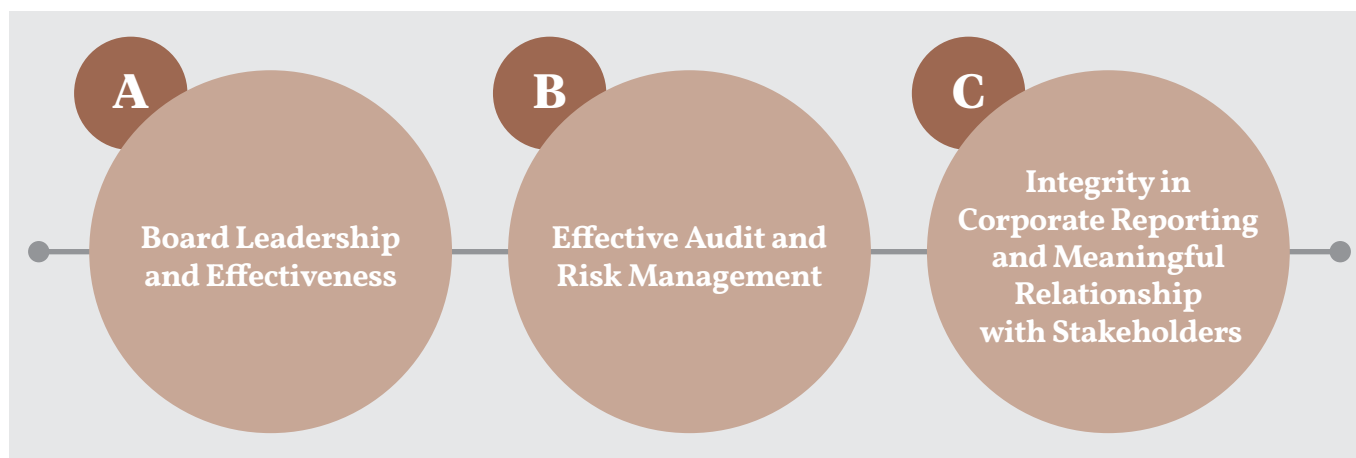 A
Board Leadership
and Effectiveness
B
Effective Audit and
Risk Management
C
Integrity in
Corporate Reporting
and Meaningful
Relationship
with Stakeholders